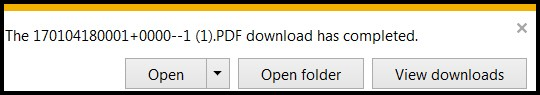 The 170104180001+0000--1 (1).PDF download has completed.
Open Open folder View downloads